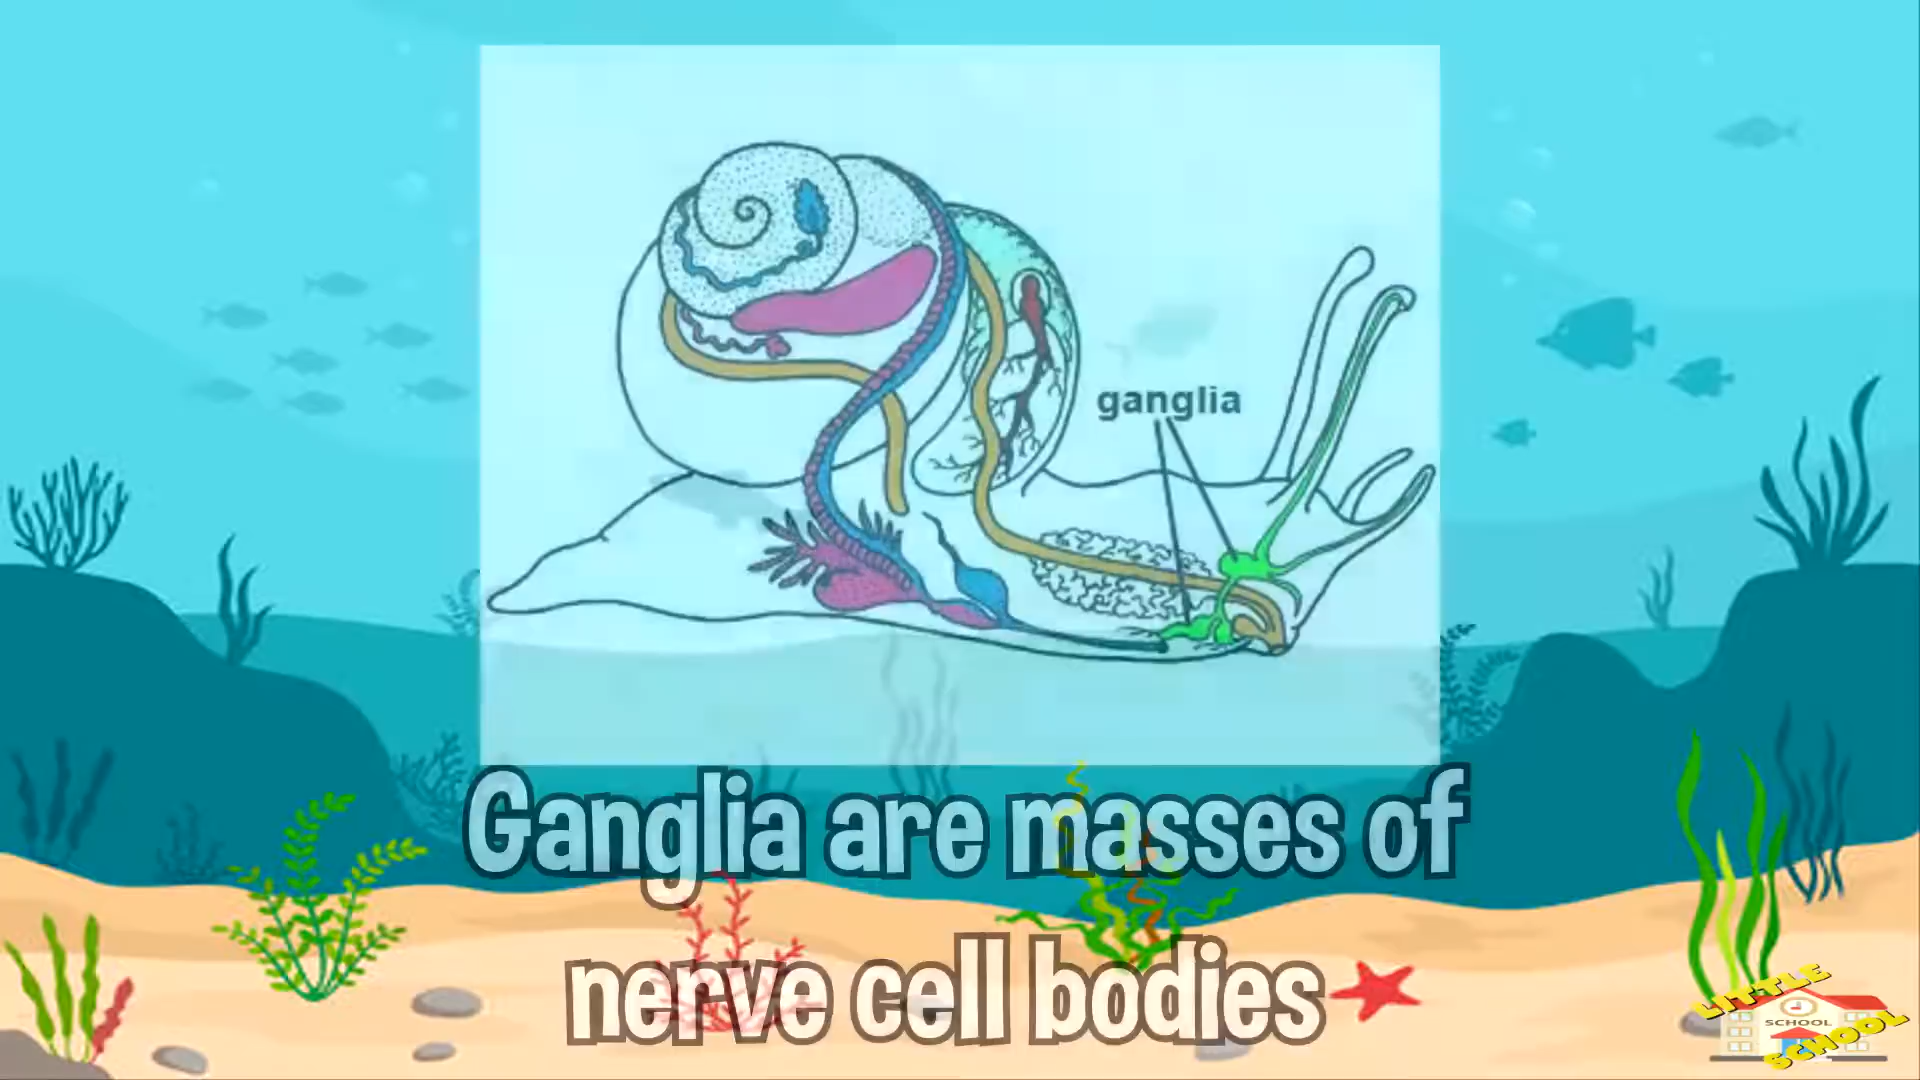 ganglia
Ganglia are masses of
nerve cell bodies
LITTLE
SCHOOL
SCHOOL